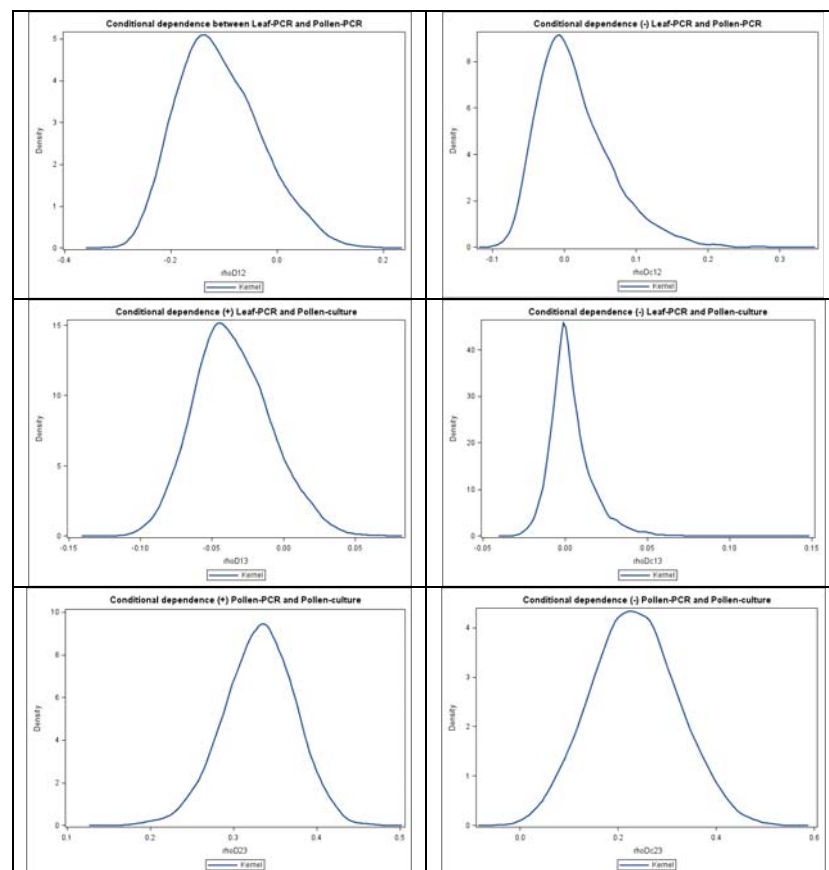 Conditional dependence between Leaf-PCR and Pollen-PCR
5
4
3
2
1
0
Density
-0.4
-0.2
0.0
0.2
rhoD12
Kernel
Conditional dependence (-) Leaf-PCR and Pollen-PCR
8
6
4
2
0
Density
-0.1
0.0
0.1
0.2
0.3
rhoDc12
Kernel
Conditional dependence (+) Leaf-PCR and Pollen-culture
15
10
5
0
Density
-0.15
-0.10
-0.05
0.00
0.05
rhoD13
Kernel
Conditional dependence (-) Leaf-PCR and Pollen-culture
40
30
20
10
0
Density
-0.05
0.00
0.05
0.10
0.15
rhoDc13
Kernel
Conditional dependence (+) Pollen-PCR and Pollen-culture
10
8
6
4
2
0
Density
0.1
0.2
0.3
0.4
0.5
rhoD23
Kernel
Conditional dependence (-) Pollen-PCR and Pollen-culture
4
3
2
1
0
Density
0.0
0.2
0.4
0.6
rhoDc23
Kernel